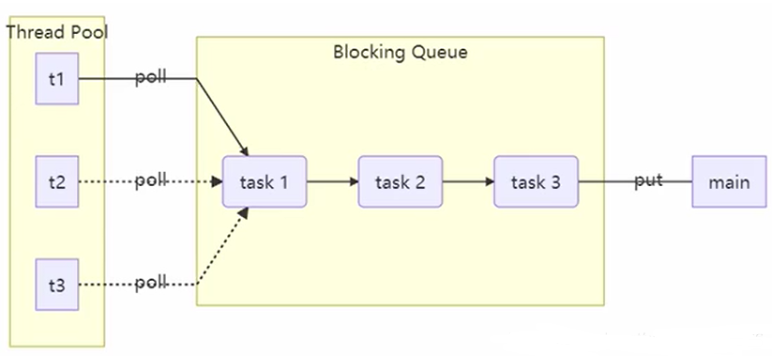 Thread Pool
Blocking Queue
t1
poll
t2
poll
task 1
task 2
task 3
put
main
t3
poll